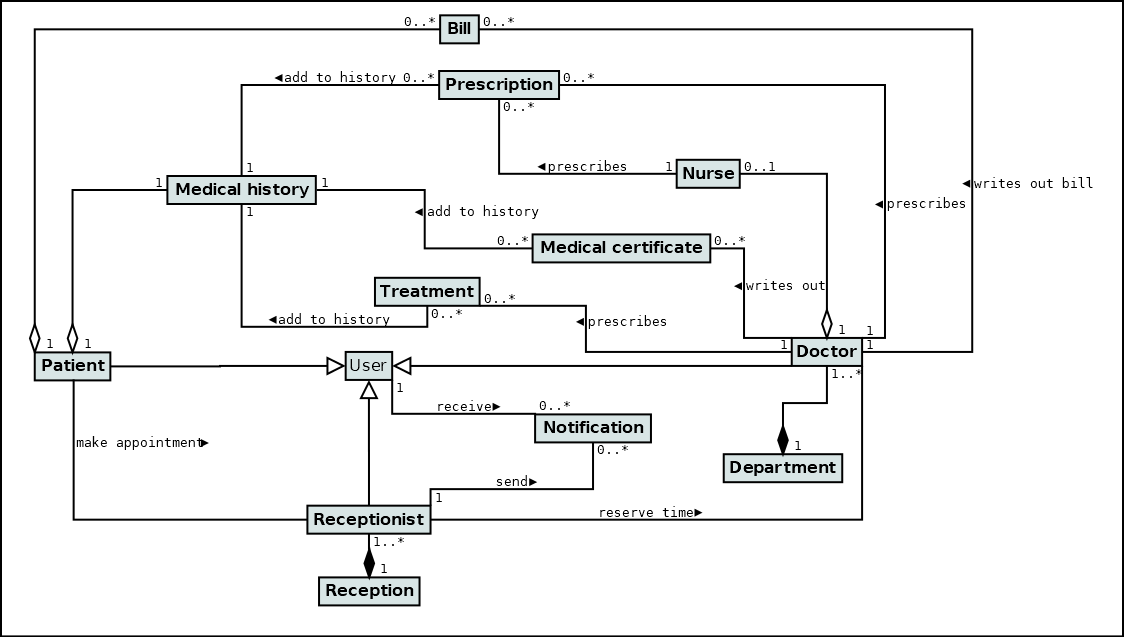 0..* Bill 0..*
◄add to history 0..* Prescription 0..*
0..*
◄prescribes 1 Nurse 0..1
1
1 Medical history 1
1
◄writes out bill
◄prescribes
◄add to history
0..* Medical certificate 0..*
◄writes out
Treatment 0..*
0..*
◄add to history
◄prescribes
1 1
1 1
1 Doctor 1
Patient
User
1..*
1
receive►
0..*
Notification
0..*
make appointment►
1
Department
send►
1
reserve time►
Receptionist
1..*
1
Reception